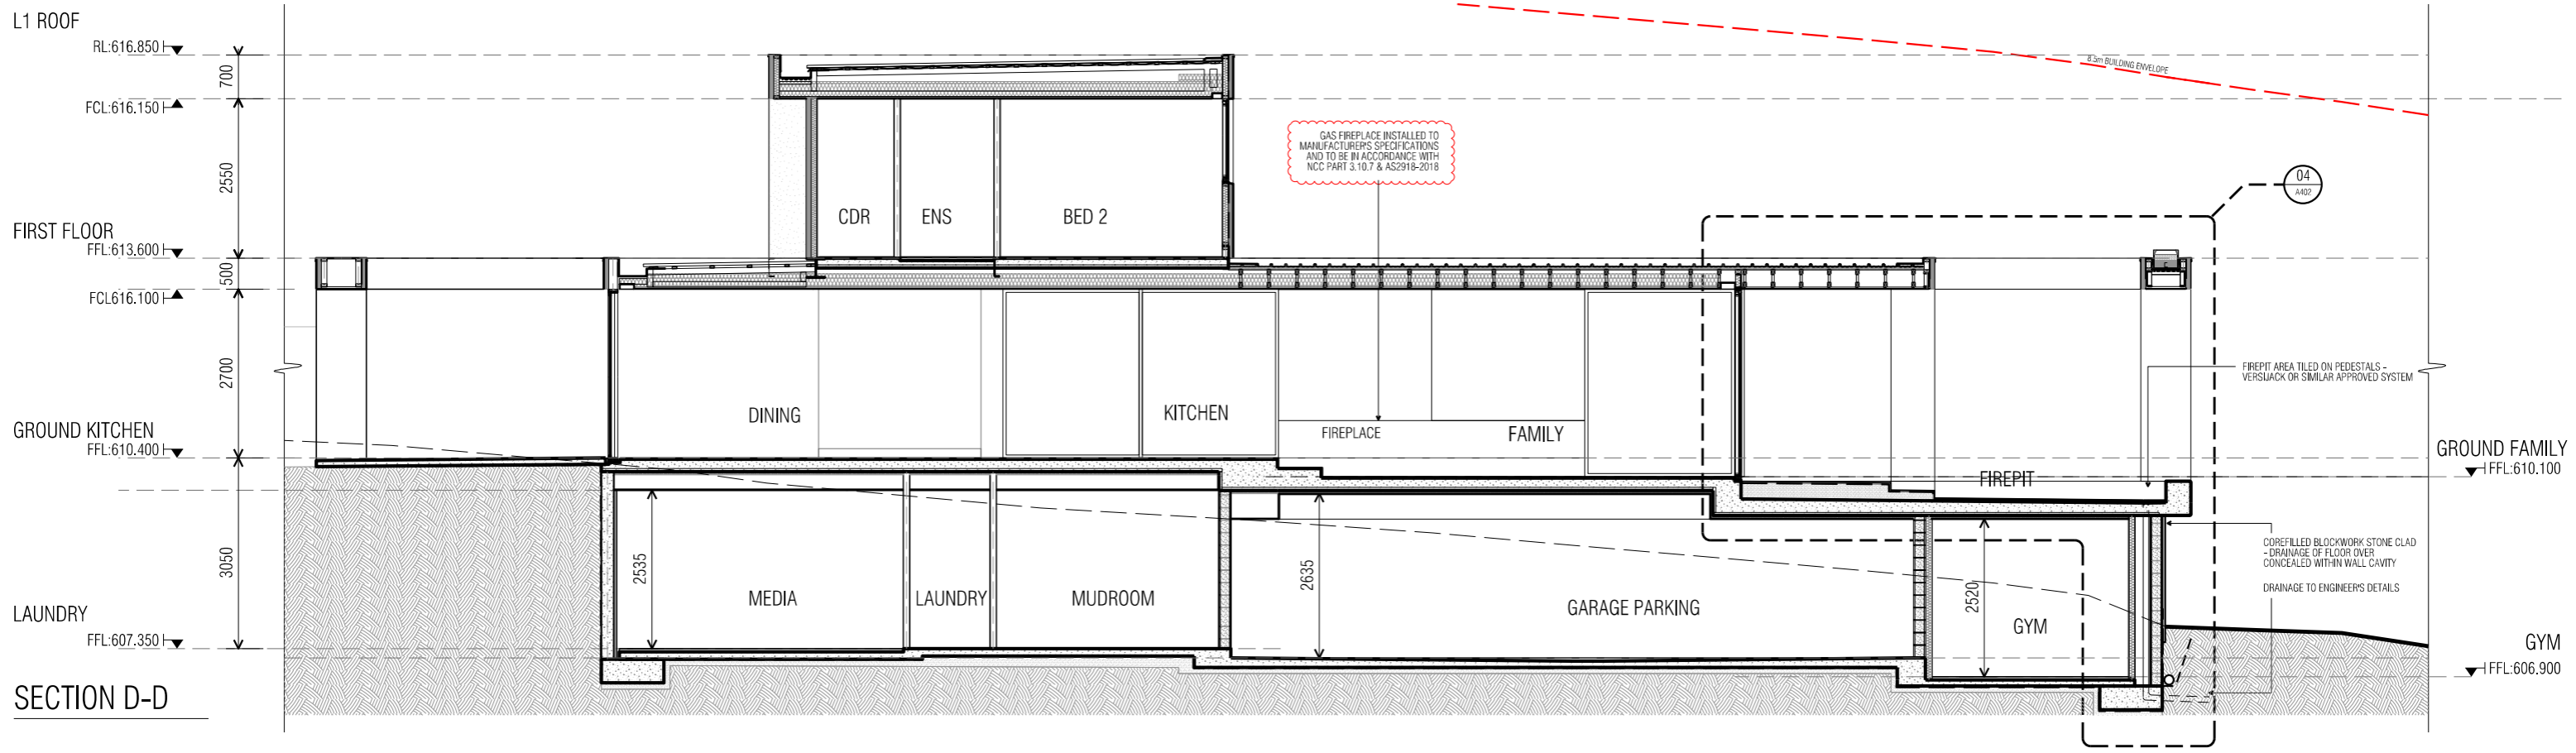 L1 ROOF
RL:616.850
700
FCL:616.150
2550
FIRST FLOOR
FFL:613.600
500
FCL616.100
2700
GROUND KITCHEN
FFL:610.400
3050
LAUNDRY
FFL:607.350
SECTION D-D
8.5m BUILDING ENVELOPE
GAS FIREPLACE INSTALLED TO
MANUFACTURER'S SPECIFICATIONS
AND TO BE IN ACCORDANCE WITH
NCC PART 3.10.7 & AS2918-2018
04
A402
CDR
ENS
BED 2
DINING
KITCHEN
FIREPLACE
FAMILY
FIREPIT
FIREPIT AREA TILED ON PEDESTALS -
VERSIJACK OR SIMILAR APPROVED SYSTEM
GROUND FAMILY
FFL:610.100
2535
MEDIA
LAUNDRY
MUDROOM
2635
GARAGE PARKING
2520
GYM
COREFILLED BLOCKWORK STONE CLAD
- DRAINAGE OF FLOOR OVER
CONCEALED WITHIN WALL CAVITY
DRAINAGE TO ENGINEER'S DETAILS
GYM
FFL:606.900